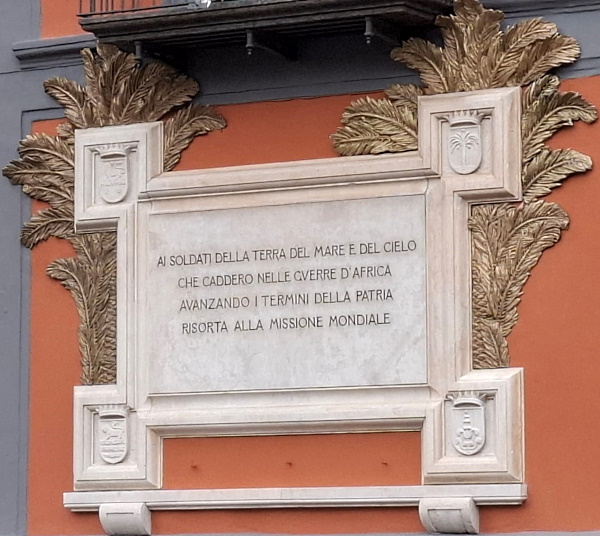 AI SOLDATI DELLA TERRA DEL MARE E DEL CIELO
CHE CADDERO NELLE GVERRE D'AFRICA
AVANZANDO I TERMINI DELLA PATRIA
RISORTA ALLA MISSIONE MONDIALE